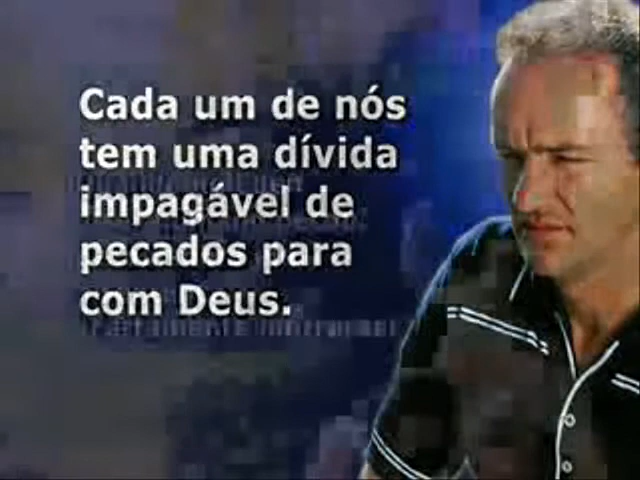 Cada um de nós
tem uma dívida
impagável de
pecados para
com Deus.